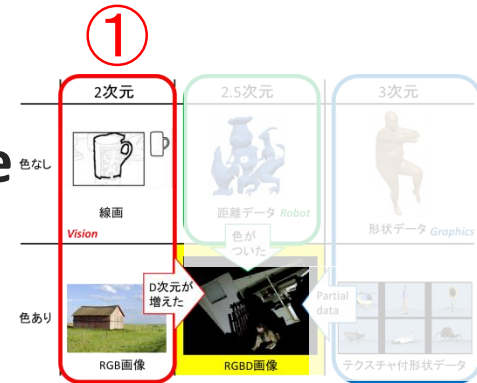 ①
2次元
2.5次元
3次元
e
色なし
線画
Vision
距離データ Robot
形状データ Graphics
色が
ついた
色あり
D次元が
増えた
Partial
data
RGB画像
RGBD画像
テクスチャ付形状データ